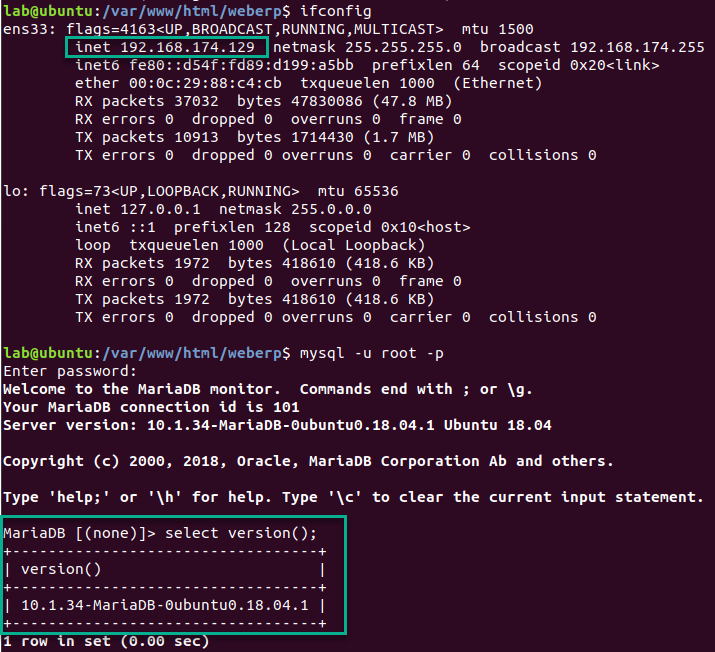 lab@ubuntu:/var/www/html/weberp$ ifconfig
ens33: flags=4163<UP,BROADCAST,RUNNING,MULTICAST>  mtu 1500
        inet 192.168.174.129  netmask 255.255.255.0  broadcast 192.168.174.255
        inet6 fe80::d54f:fd89:d199:a5bb  prefixlen 64  scopeid 0x20<link>
        ether 00:0c:29:88:c4:cb  txqueuelen 1000  (Ethernet)
        RX packets 37032  bytes 47830086 (47.8 MB)
        RX errors 0  dropped 0  overruns 0  frame 0
        TX packets 10913  bytes 1714430 (1.7 MB)
        TX errors 0  dropped 0 overruns 0  carrier 0  collisions 0

lo: flags=73<UP,LOOPBACK,RUNNING>  mtu 65536
        inet 127.0.0.1  netmask 255.0.0.0
        inet6 ::1  prefixlen 128  scopeid 0x10<host>
        loop  txqueuelen 1000  (Local Loopback)
        RX packets 1972  bytes 418610 (418.6 KB)
        RX errors 0  dropped 0  overruns 0  frame 0
        TX packets 1972  bytes 418610 (418.6 KB)
        TX errors 0  dropped 0 overruns 0  carrier 0  collisions 0

lab@ubuntu:/var/www/html/weberp$ mysql -u root -p
Enter password:
Welcome to the MariaDB monitor.  Commands end with ; or \g.
Your MariaDB connection id is 101
Server version: 10.1.34-MariaDB-0ubuntu0.18.04.1 Ubuntu 18.04

Copyright (c) 2000, 2018, Oracle, MariaDB Corporation Ab and others.

Type 'help;' or '\h' for help. Type '\c' to clear the current input statement.

MariaDB [(none)]> select version();
+----------------------------------+
| version()                        |
+----------------------------------+
| 10.1.34-MariaDB-0ubuntu0.18.04.1 |
+----------------------------------+
1 row in set (0.00 sec)